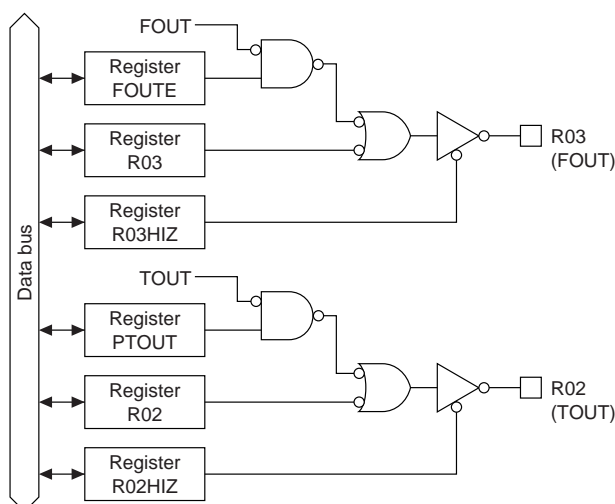 FOUT
Register
FOUTE
Register
R03
Register
R03HIZ
R03
(FOUT)
Data bus
TOUT
Register
PTOUT
Register
R02
Register
R02HIZ
R02
(TOUT)